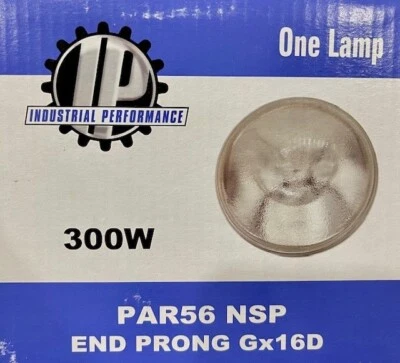 One Lamp
IP
INDUSTRIAL PERFORMANCE
300W
PAR56 NSP
END PRONG Gx16D